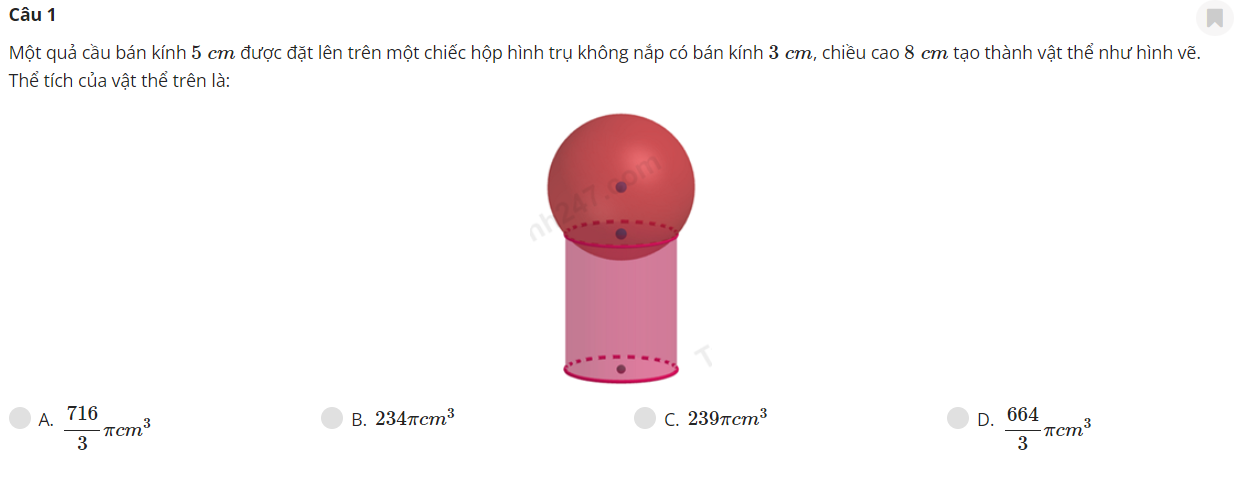 Câu 1
Một quả cầu bán kính 5 cm được đặt lên trên một chiếc hộp hình trụ không nắp có bán kính 3 cm, chiều cao 8 cm tạo thành vật thể như hình vẽ.
Thể tích của vật thể trên là:
nh247.com
T
A. 716/3 πcm³
B. 234πcm³
C. 239πcm³
D. 664/3 πcm³